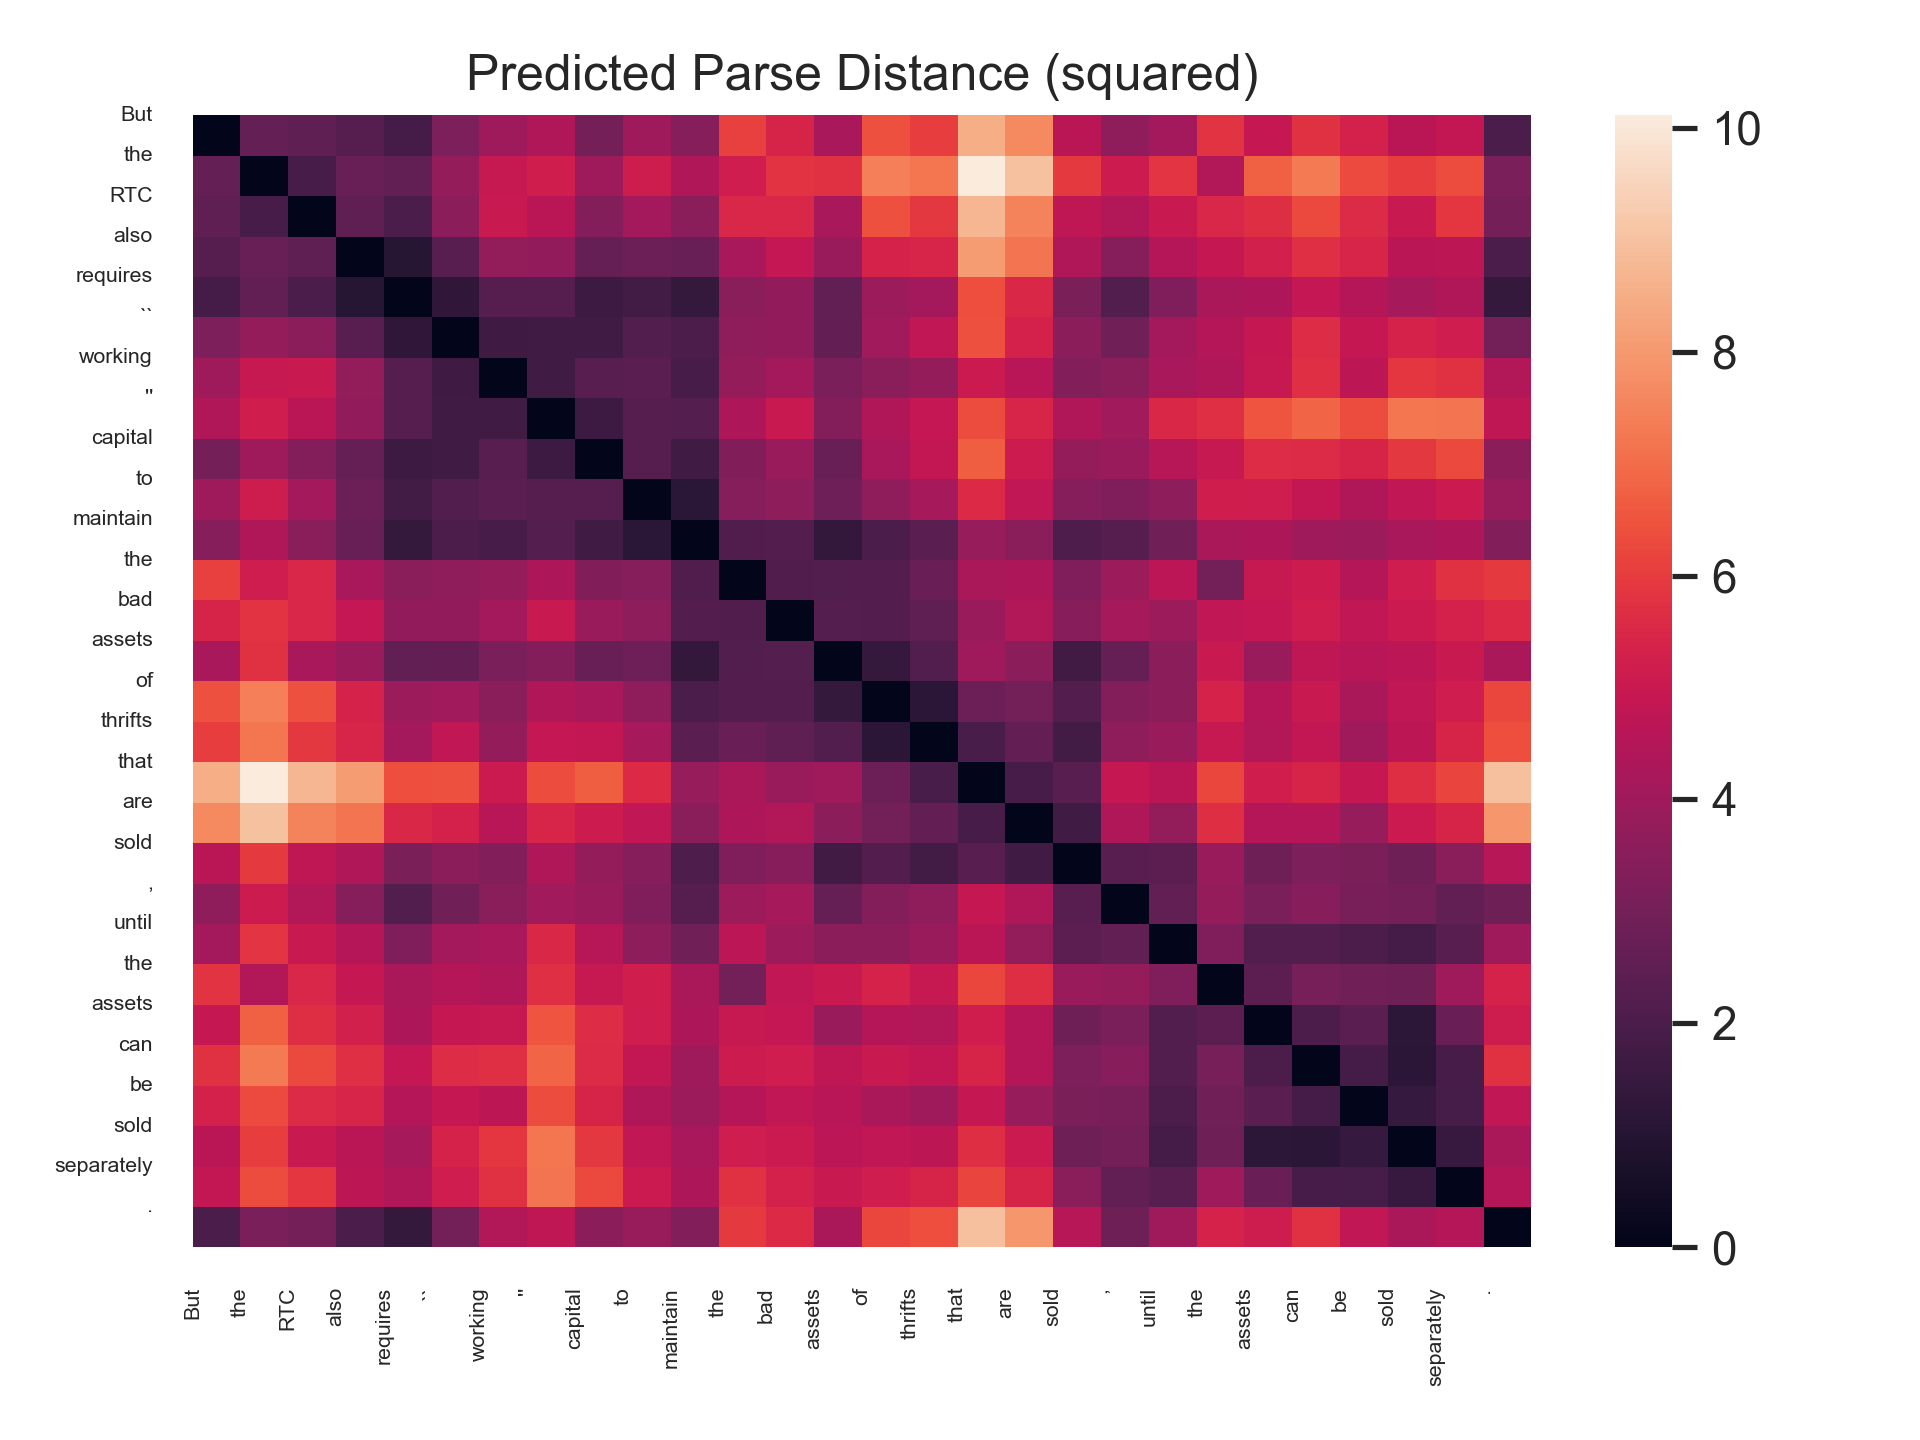 Predicted Parse Distance (squared)
But
the
RTC
also
requires
``
working
''
capital
to
maintain
the
bad
assets
of
thrifts
that
are
sold
,
until
the
assets
can
be
sold
separately
.
But the RTC also requires `` working '' capital to maintain the bad assets of thrifts that are sold , until the assets can be sold separately .
10
8
6
4
2
0